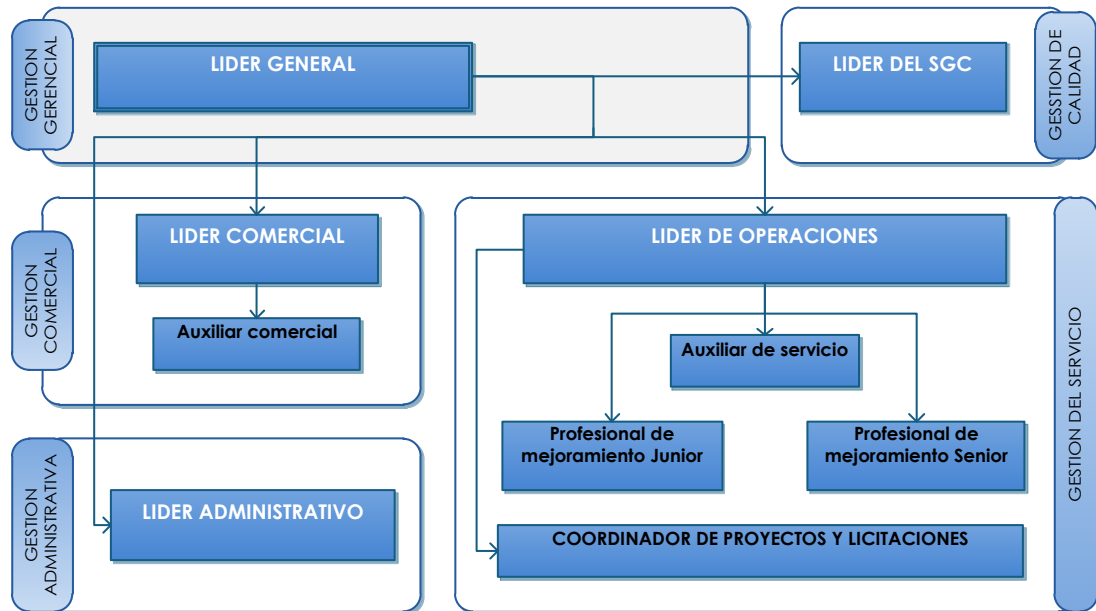 GESTION
GERENCIAL
LIDER GENERAL
LIDER DEL SGC
GESSTION DE
CALIDAD
GESTION
COMERCIAL
LIDER COMERCIAL
Auxiliar comercial
LIDER DE OPERACIONES
Auxiliar de servicio
Profesional de
mejoramiento Junior
Profesional de
mejoramiento Senior
COORDINADOR DE PROYECTOS Y LICITACIONES
GESTION DEL SERVICIO
GESTION
ADMINISTRATIVA
LIDER ADMINISTRATIVO